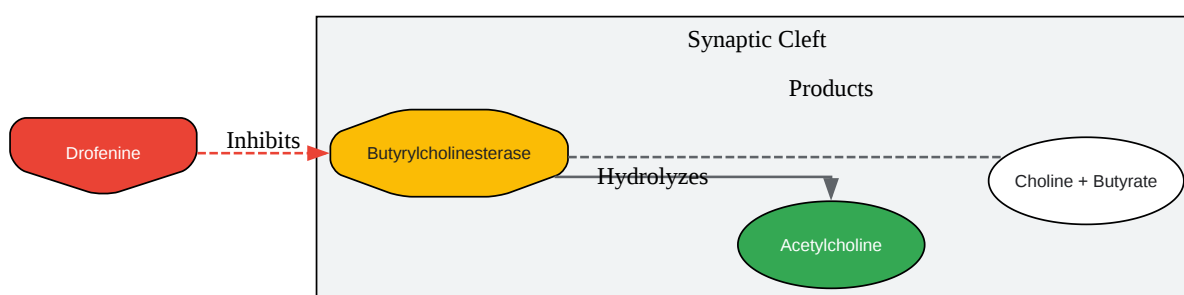 Synaptic Cleft
Products
Inhibits
Drofenine
Butyrylcholinesterase
Hydrolyzes
Choline + Butyrate
Acetylcholine